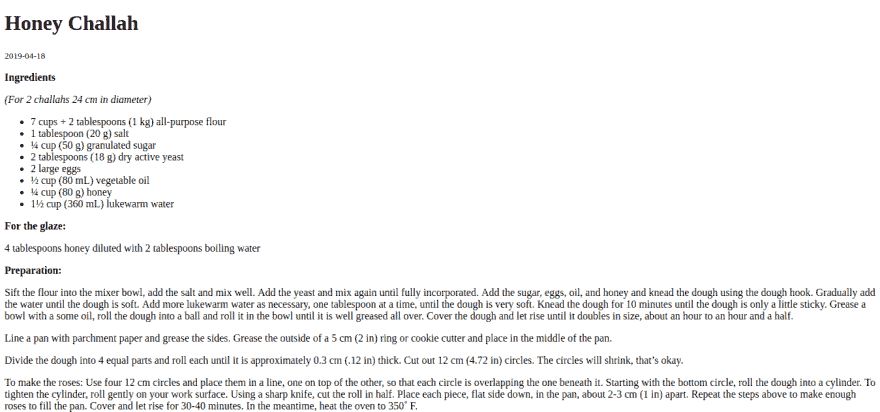 Honey Challah
2019-04-18
Ingredients
(For 2 challahs 24 cm in diameter)
• 7 cups + 2 tablespoons (1 kg) all-purpose flour
• 1 tablespoon (20 g) salt
• ¼ cup (50 g) granulated sugar
• 2 tablespoons (18 g) dry active yeast
• 2 large eggs
• ½ cup (80 mL) vegetable oil
• ¼ cup (80 g) honey
• 1½ cup (360 mL) lukewarm water
For the glaze:
4 tablespoons honey diluted with 2 tablespoons boiling water
Preparation:
Sift the flour into the mixer bowl, add the salt and mix well. Add the yeast and mix again until fully incorporated. Add the sugar, eggs, oil, and honey and knead the dough using the dough hook. Gradually add
the water until the dough is soft. Add more lukewarm water as necessary, one tablespoon at a time, until the dough is very soft. Knead the dough for 10 minutes until the dough is only a little sticky. Grease a
bowl with a some oil, roll the dough into a ball and roll it in the bowl until it is well greased all over. Cover the dough and let rise until it doubles in size, about an hour to an hour and a half.
Line a pan with parchment paper and grease the sides. Grease the outside of a 5 cm (2 in) ring or cookie cutter and place in the middle of the pan.
Divide the dough into 4 equal parts and roll each until it is approximately 0.3 cm (.12 in) thick. Cut out 12 cm (4.72 in) circles. The circles will shrink, that's okay.
To make the roses: Use four 12 cm circles and place them in a line, one on top of the other, so that each circle is overlapping the one beneath it. Starting with the bottom circle, roll the dough into a cylinder. To
tighten the cylinder, roll gently on your work surface. Using a sharp knife, cut the roll in half. Place each piece, flat side down, in the pan, about 2-3 cm (1 in) apart. Repeat the steps above to make enough
roses to fill the pan. Cover and let rise for 30-40 minutes. In the meantime, heat the oven to 350˚ F.